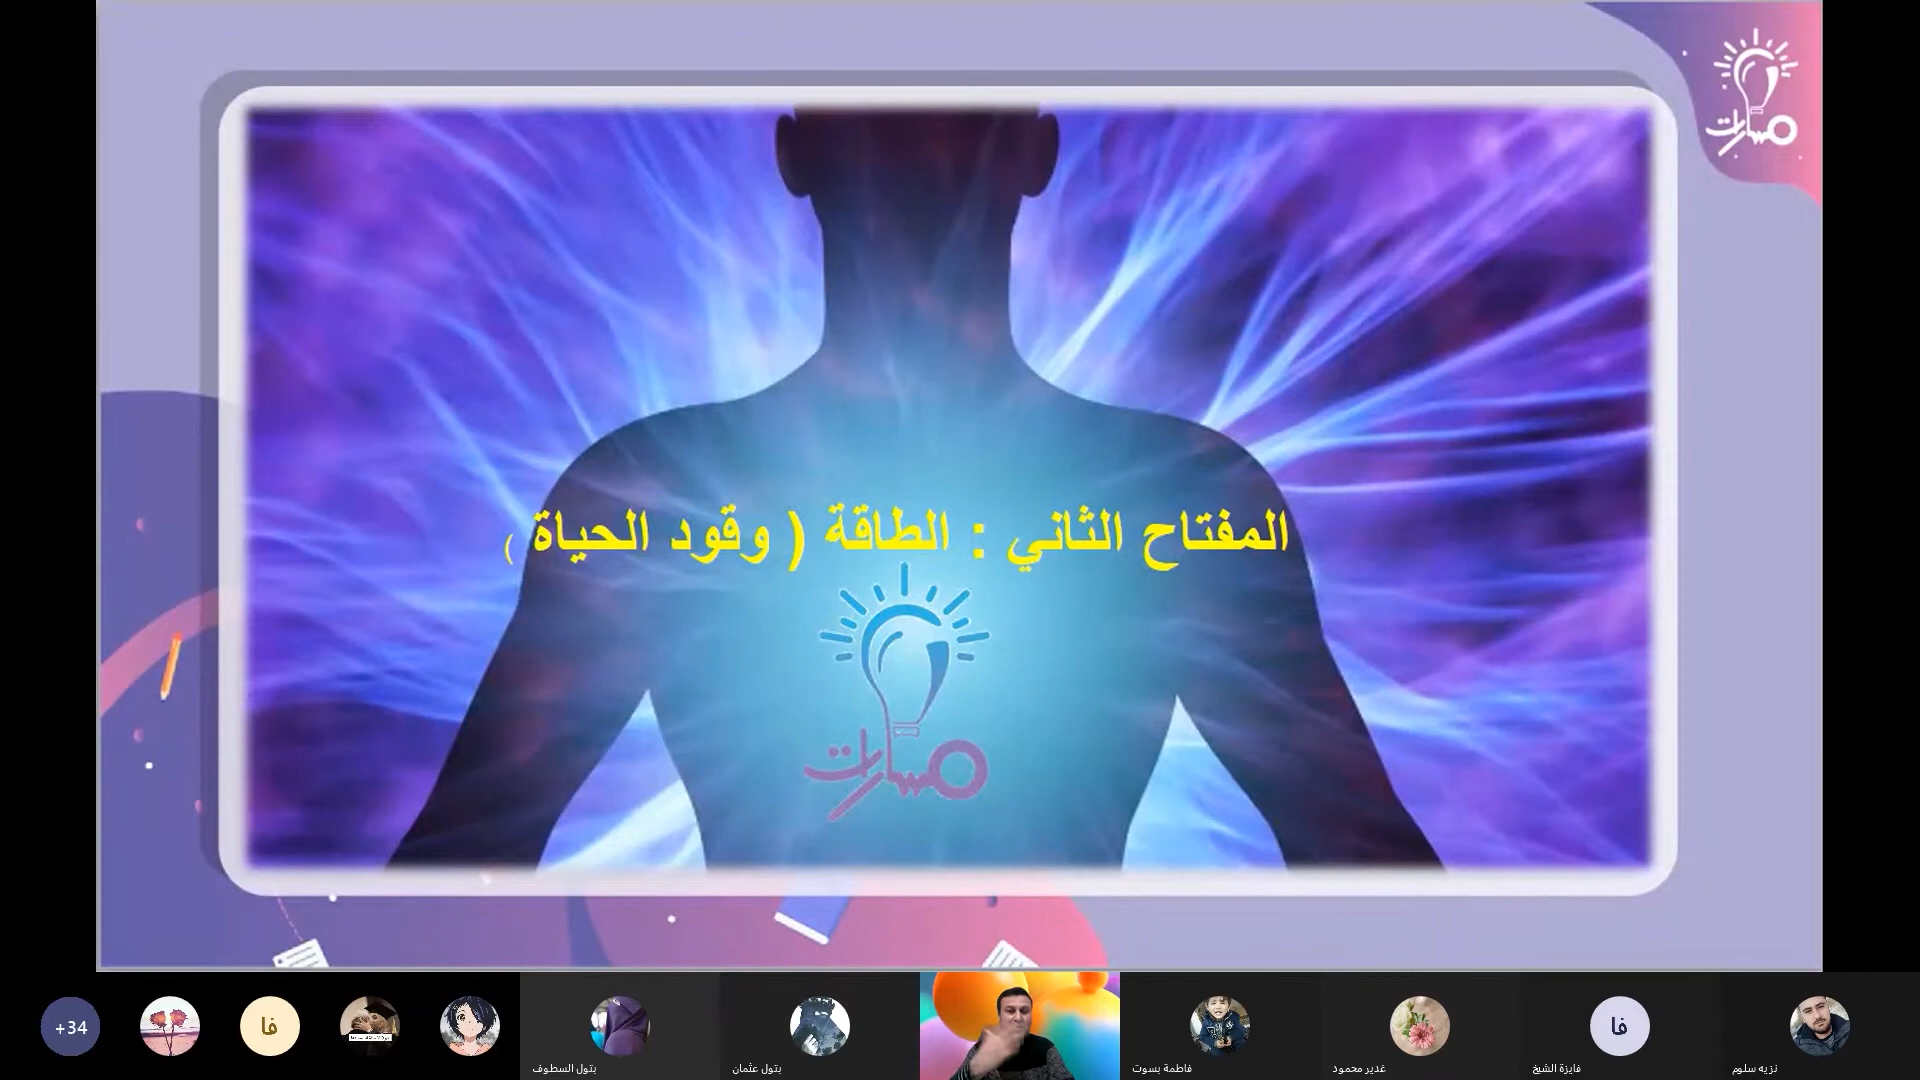 مسارات
المفتاح الثاني : الطاقة ( وقود الحياة )
مسارات
+34
فا
بتول السطوف
بتول عثمان
فاطمة بسوت
غدير محمود
فا
فايزة الشيخ
نزيه سلوم